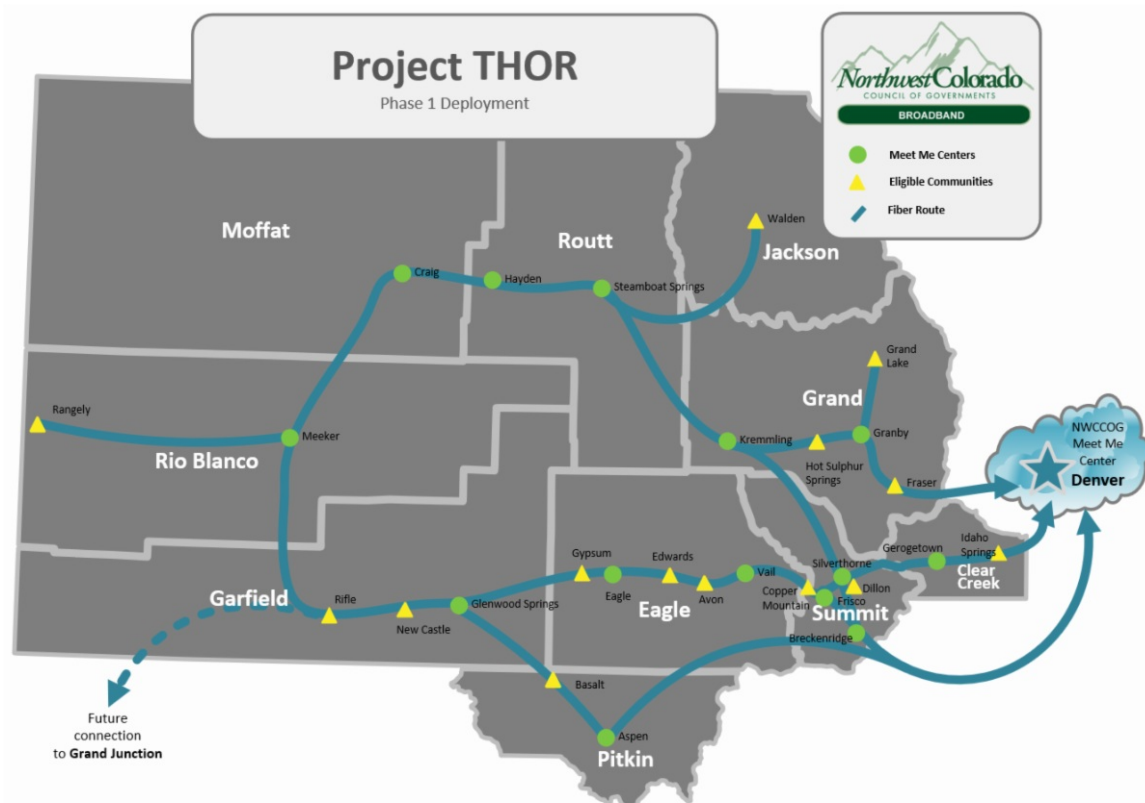 Project THOR
Phase 1 Deployment
NorthwestColorado
COUNCIL OF GOVERNMENTS
BROADBAND
Meet Me Centers
Eligible Communities
Fiber Route
Moffat
Routt
Walden
Jackson
Craig
Hayden
Steamboat Springs
Grand
Lake
Grand
Rangely
Meeker
Rio Blanco
Kremmling
Granby
Hot Sulphur
Springs
Fraser
NWCCOG
Meet Me
Center
Denver
Gerogetown
Idaho
Springs
Clear
Creek
Silverthorne
Gypsum
Edwards
Vail
Copper
Mountain
Dillon
Frisco
Summit
Eagle
Avon
Eagle
Garfield
Rifle
New Castle
Glenwood Springs
Breckenridge
Basalt
Aspen
Pitkin
Future
connection
to Grand Junction